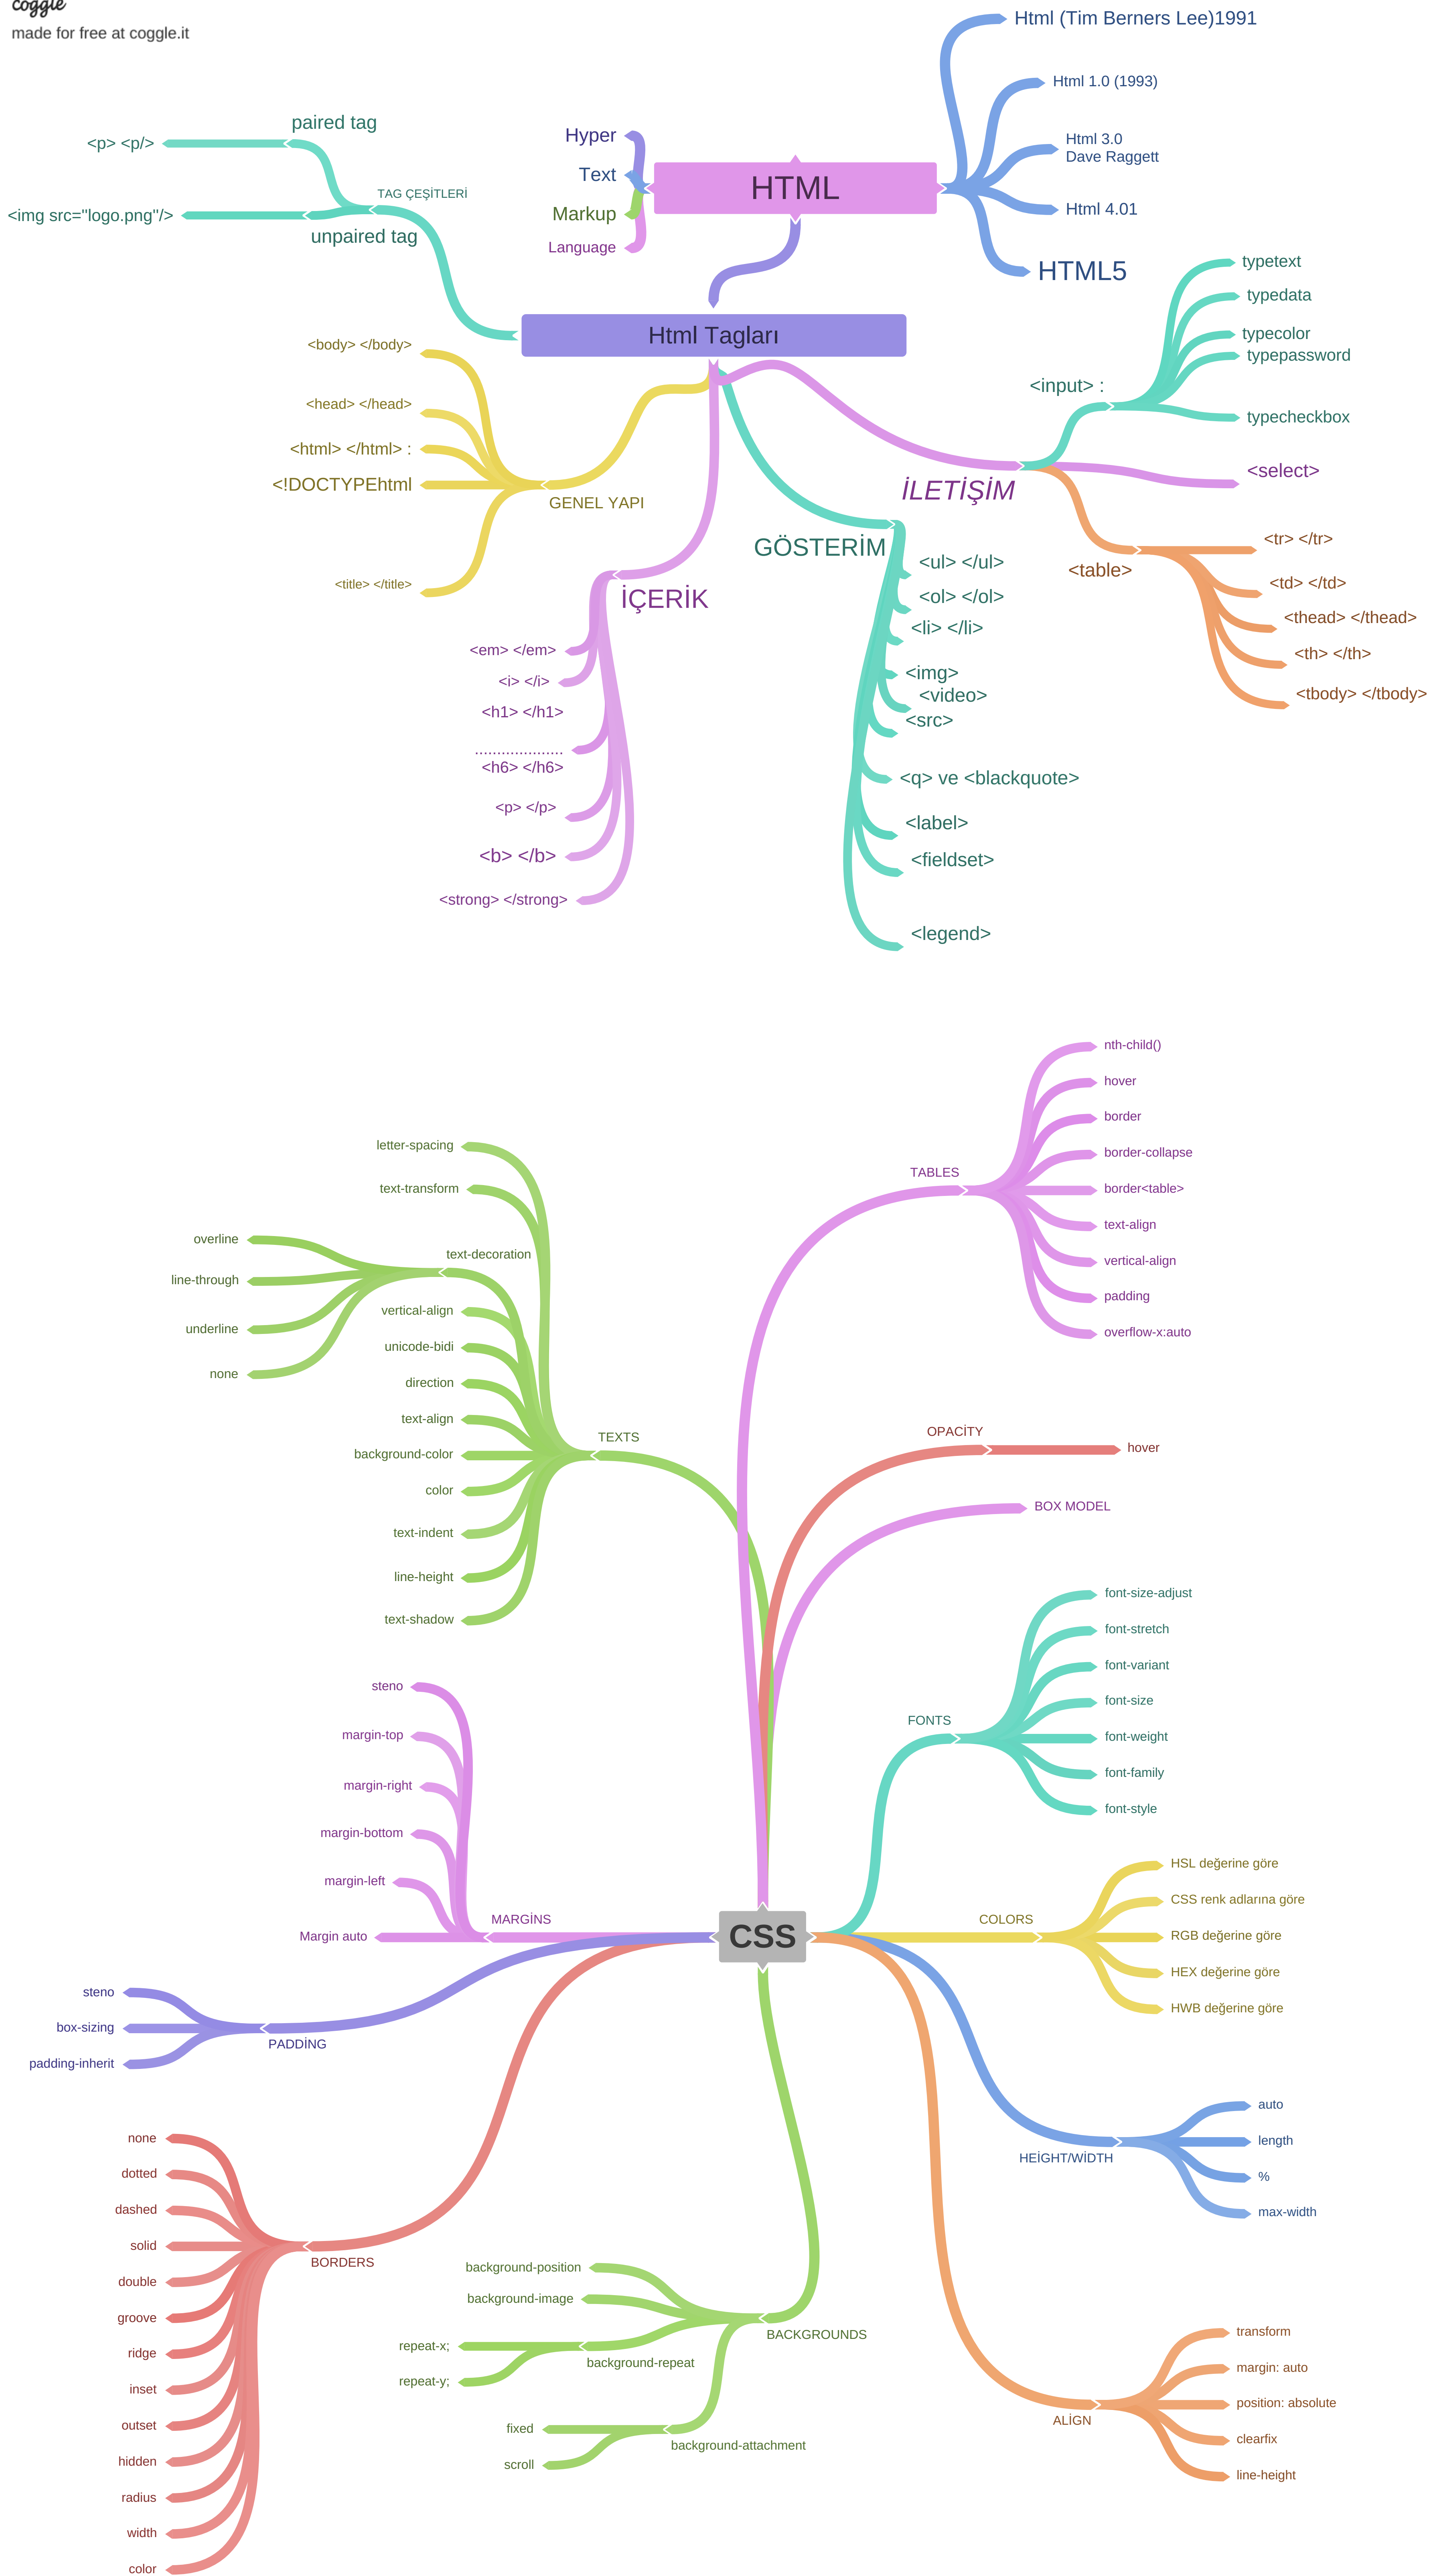 coggle
made for free at coggle.it
HTML
Hyper
Text
Markup
Language
Html (Tim Berners Lee)1991
Html 1.0 (1993)
Html 3.0
Dave Raggett
Html 4.01
HTML5
Html Tagları
TAG ÇEŞİTLERİ
paired tag
<p> <p/>
unpaired tag
<img src="logo.png"/>
GENEL YAPI
<body> </body>
<head> </head>
<html> </html> :
<!DOCTYPEhtml
<title> </title>
İÇERİK
<em> </em>
<i> </i>
<h1> </h1>
....................
<h6> </h6>
<p> </p>
<b> </b>
<strong> </strong>
GÖSTERİM
<ul> </ul>
<ol> </ol>
<li> </li>
<img>
<video>
<src>
<q> ve <blackquote>
<label>
<fieldset>
<legend>
İLETİŞİM
<input> :
typetext
typedata
typecolor
typepassword
typecheckbox
<select>
<table>
<tr> </tr>
<td> </td>
<thead> </thead>
<th> </th>
<tbody> </tbody>
CSS
TABLES
nth-child()
hover
border
border-collapse
border<table>
text-align
vertical-align
padding
overflow-x:auto
OPACİTY
hover
BOX MODEL
TEXTS
letter-spacing
text-transform
text-decoration
overline
line-through
underline
none
vertical-align
unicode-bidi
direction
text-align
background-color
color
text-indent
line-height
text-shadow
FONTS
font-size-adjust
font-stretch
font-variant
font-size
font-weight
font-family
font-style
MARGİNS
steno
margin-top
margin-right
margin-bottom
margin-left
Margin auto
COLORS
HSL değerine göre
CSS renk adlarına göre
RGB değerine göre
HEX değerine göre
HWB değerine göre
PADDİNG
steno
box-sizing
padding-inherit
HEİGHT/WİDTH
auto
length
%
max-width
BORDERS
none
dotted
dashed
solid
double
groove
ridge
inset
outset
hidden
radius
width
color
BACKGROUNDS
background-position
background-image
background-repeat
repeat-x;
repeat-y;
background-attachment
fixed
scroll
ALİGN
transform
margin: auto
position: absolute
clearfix
line-height